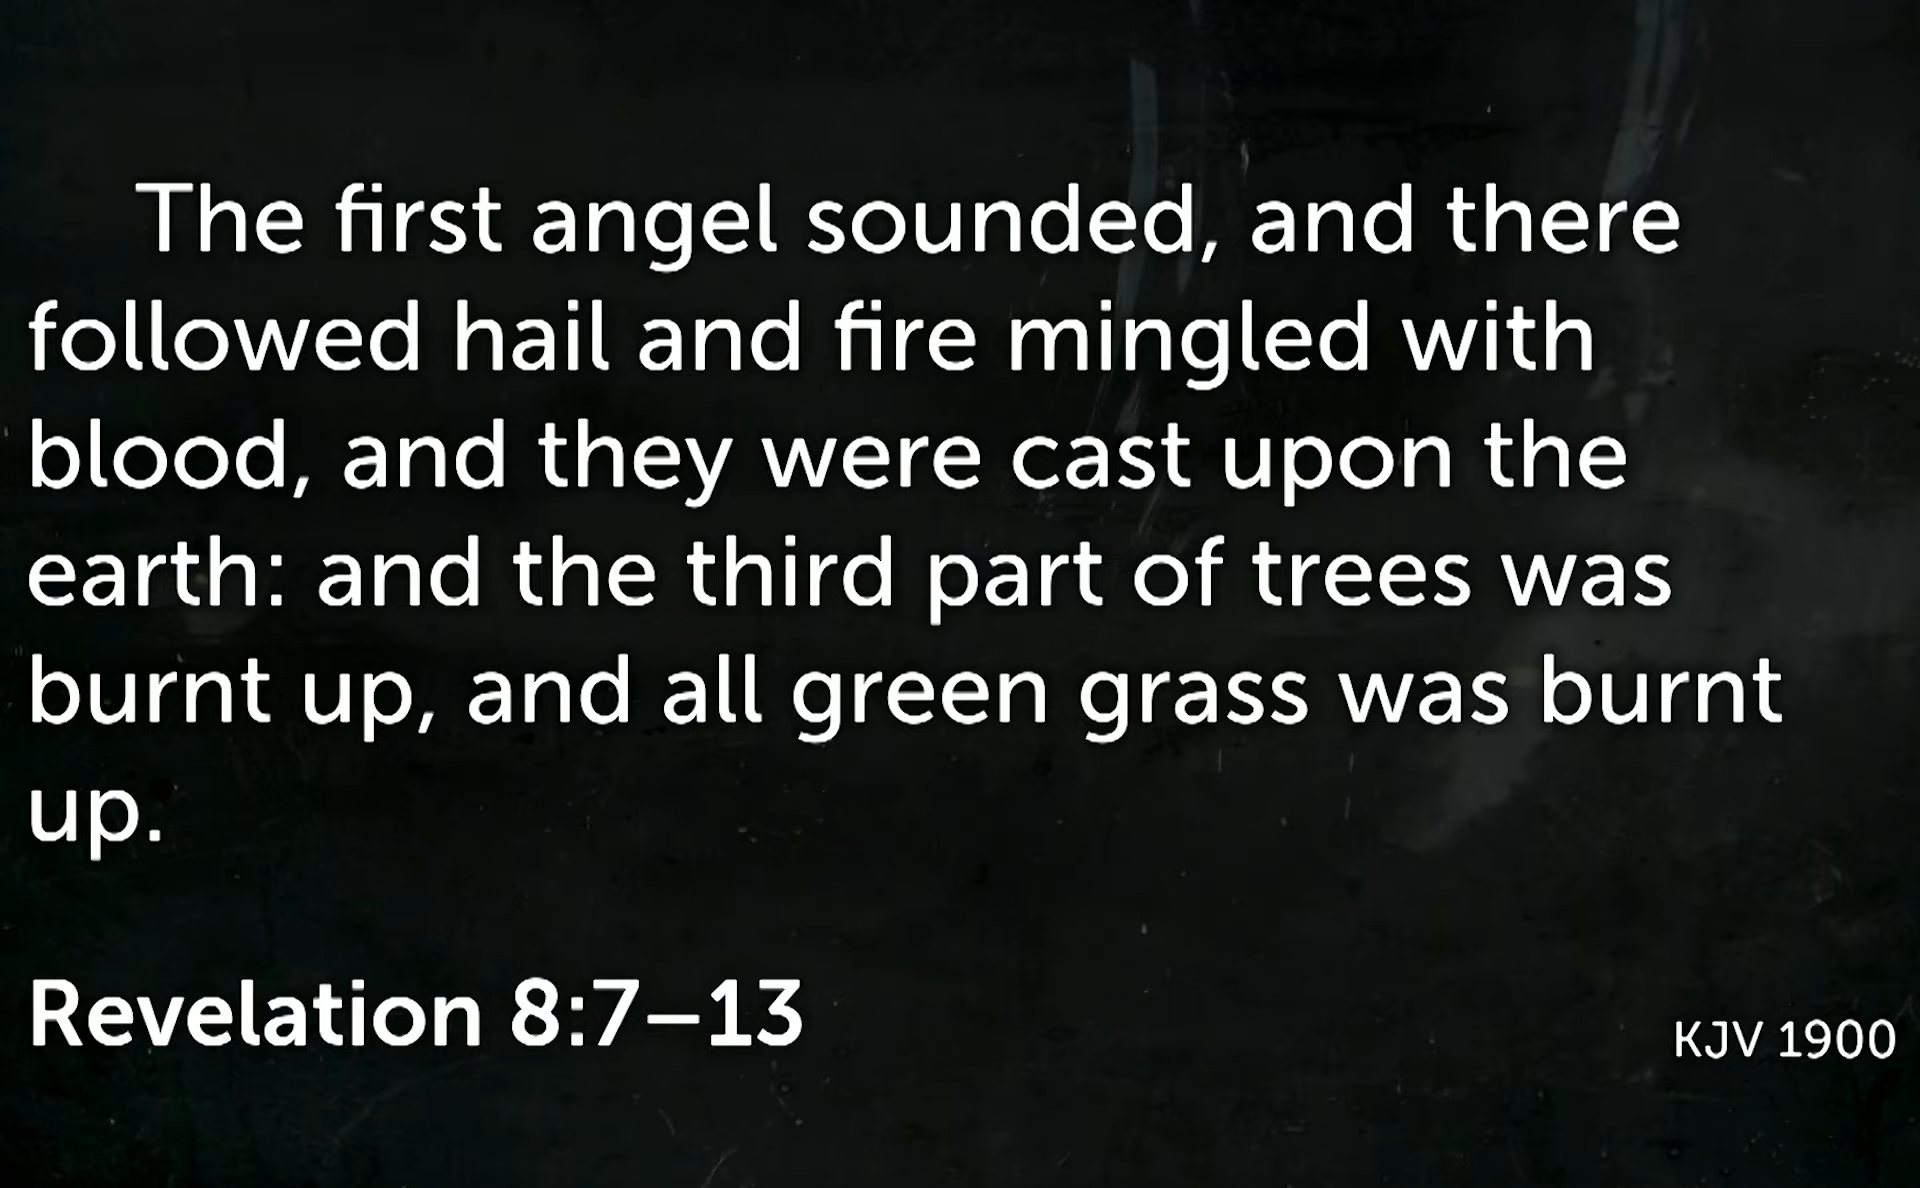 The first angel sounded, and there
followed hail and fire mingled with
blood, and they were cast upon the
earth: and the third part of trees was
burnt up, and all green grass was burnt
up.
Revelation 8:7–13
KJV 1900